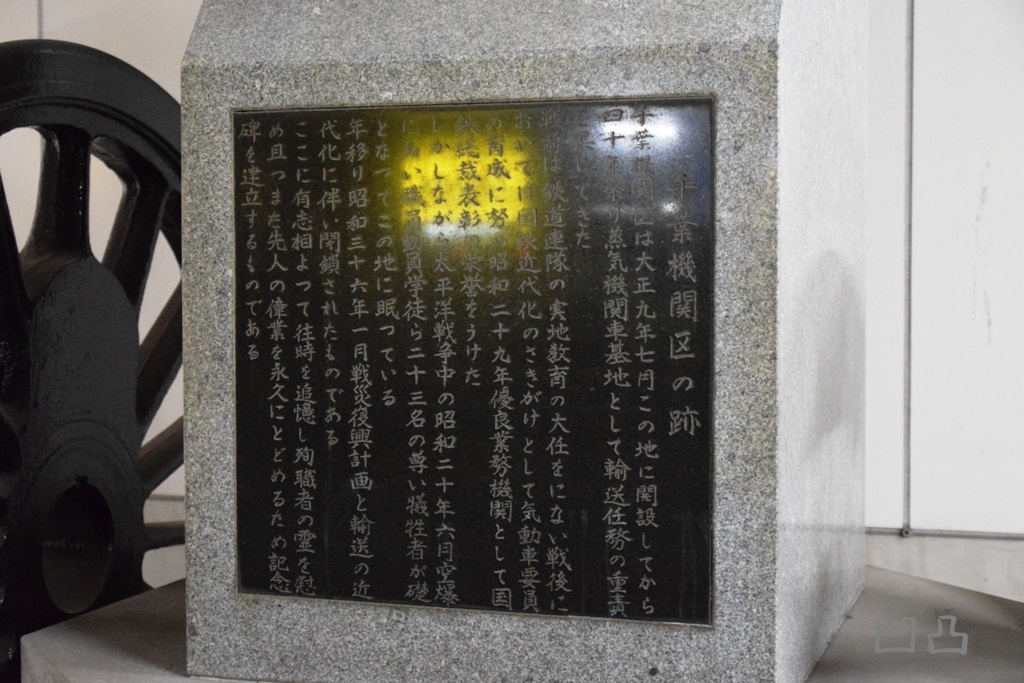 千葉機関区の跡
千葉機関区は大正九年七月この地に開設してから
四十年余り蒸気機関車基地として輸送任務の重責
を果してきた
戦前は鉄道連隊の実地教育の大任をにない戦後に
おいては国鉄近代化のさきがけとして気動車要員
の育成に努め昭和二十九年優良業務機関として国
鉄総裁表彰の栄誉をうけた
しかしながら太平洋戦争中の昭和二十年六月空爆
にあい職員動員学徒ら二十三名の尊い犠牲者が礎
となつてこの地に眠つている
年移り昭和三十六年一月戦災復興計画と輸送の近
代化に伴い閉鎖されたものである
ここに有志相よつて往時を追憶し殉職者の霊を慰
め且つまた先人の偉業を永久にとどめるため記念
碑を建立するものである
凹凸